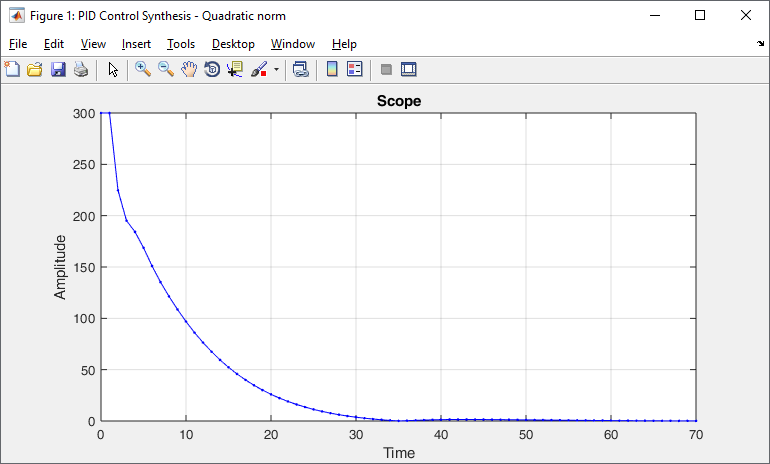 Figure 1: PID Control Synthesis - Quadratic norm
File Edit View Insert Tools Desktop Window Help
Scope
300
250
200
150
100
50
0
Amplitude
0 10 20 30 40 50 60 70
Time